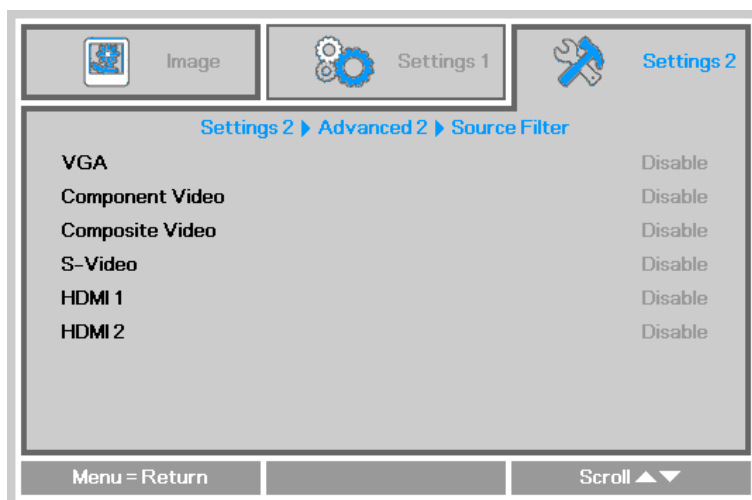 Image Settings 1 Settings 2
Settings 2 ▶ Advanced 2 ▶ Source Filter
VGA Disable
Component Video Disable
Composite Video Disable
S-Video Disable
HDMI 1 Disable
HDMI 2 Disable
Menu = Return Scroll ▲▼